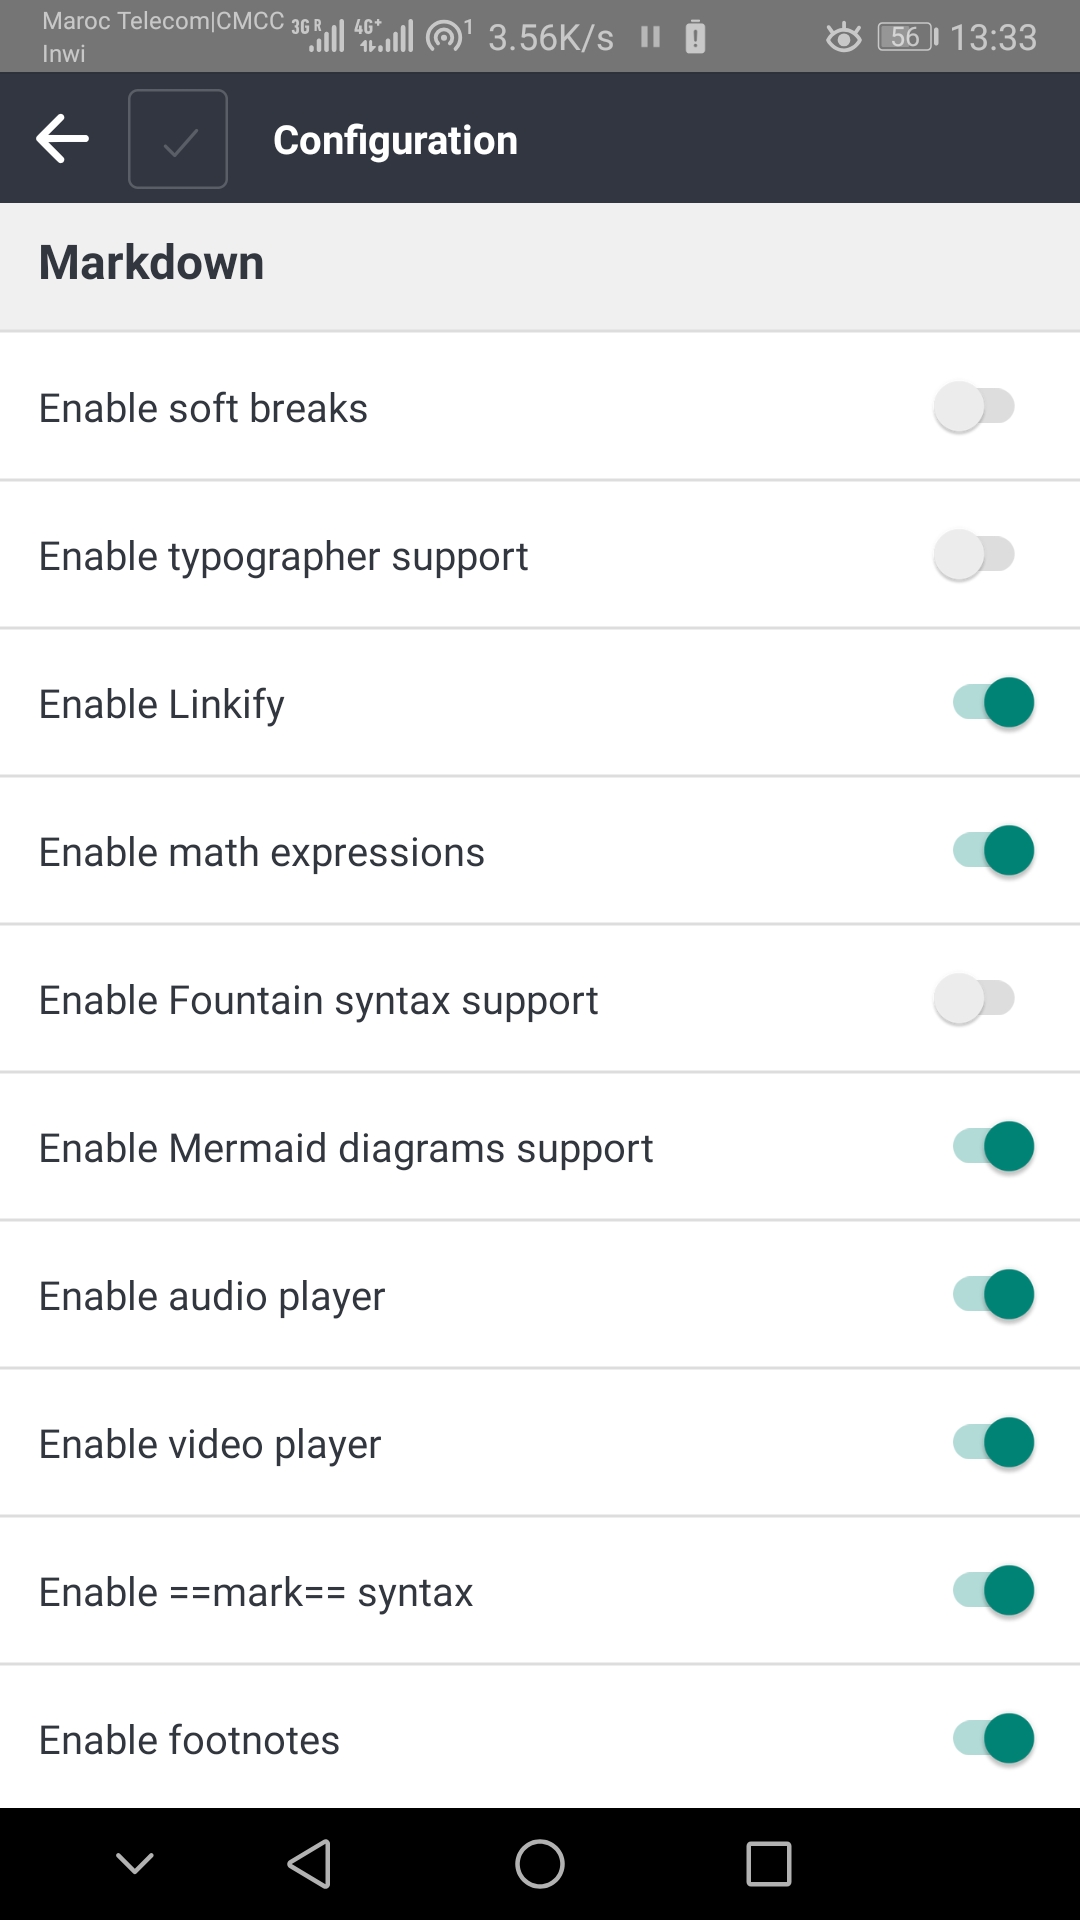 Maroc Telecom|CMCC 3G R 4G+ 1 3.56K/s 56 13:33
Inwi
Configuration
Markdown
Enable soft breaks
Enable typographer support
Enable Linkify
Enable math expressions
Enable Fountain syntax support
Enable Mermaid diagrams support
Enable audio player
Enable video player
Enable ==mark== syntax
Enable footnotes